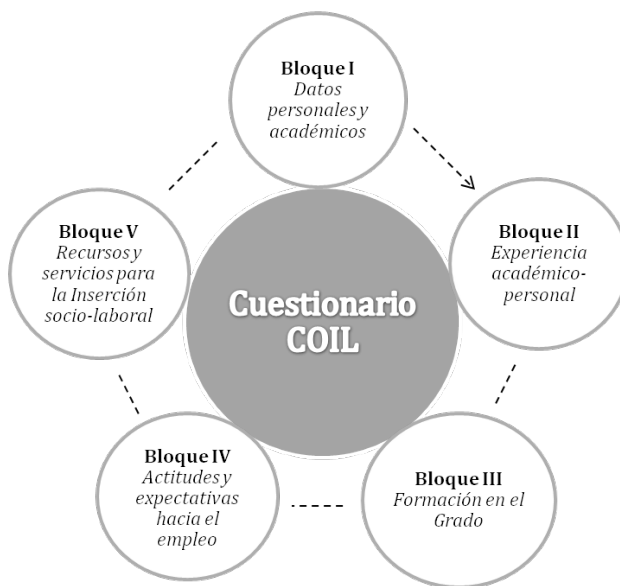 Bloque I
Datos
personales y
académicos
Bloque II
Experiencia
académico-
personal
Bloque III
Formación en el
Grado
Bloque IV
Actitudes y
expectativas
hacia el
empleo
Bloque V
Recursos y
servicios para
la Inserción
socio-laboral
Cuestionario
COIL